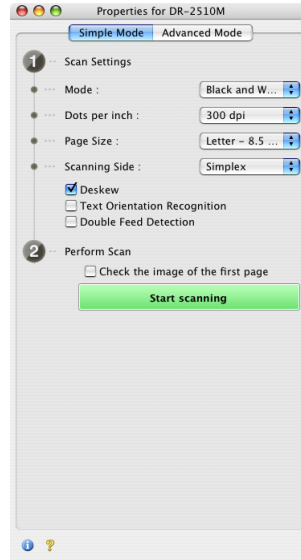 Properties for DR-2510M
Simple Mode Advanced Mode
1 Scan Settings
Mode : Black and W...
Dots per inch : 300 dpi
Page Size : Letter - 8.5 ...
Scanning Side : Simplex
Deskew
Text Orientation Recognition
Double Feed Detection
2 Perform Scan
Check the image of the first page
Start scanning
i ?